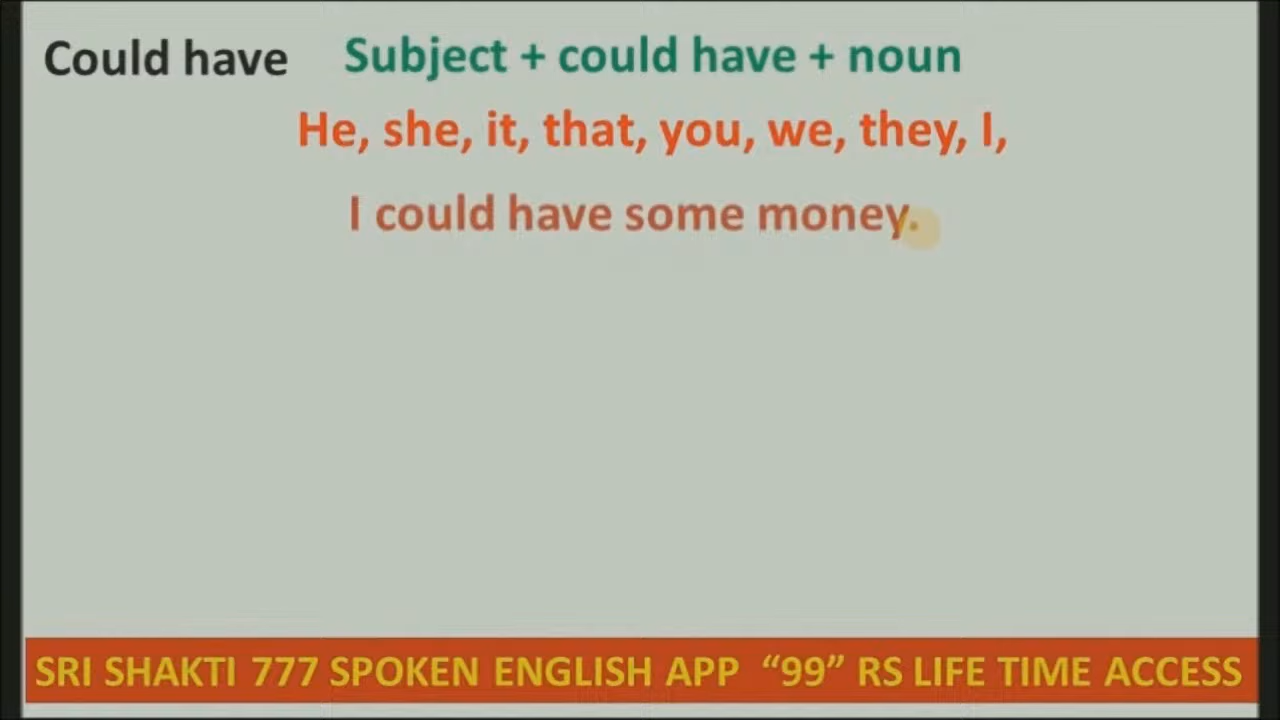 Could have Subject + could have + noun
He, she, it, that, you, we, they, I,
I could have some money.
SRI SHAKTI 777 SPOKEN ENGLISH APP “99” RS LIFE TIME ACCESS